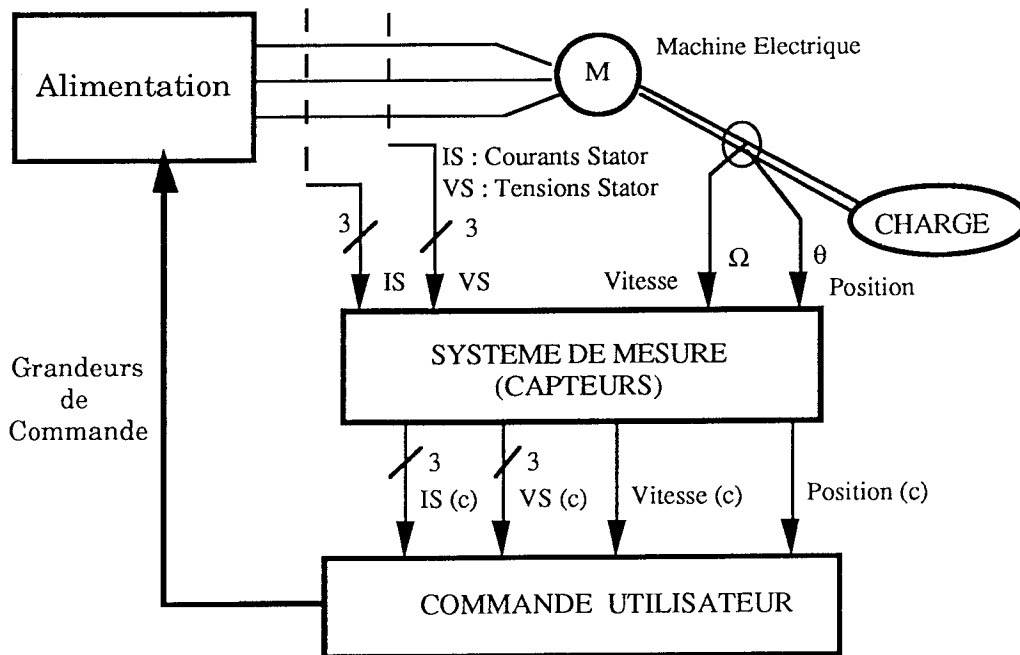 Machine Electrique
M
Alimentation
IS : Courants Stator
VS : Tensions Stator
CHARGE
3
3
Ω
θ
IS
VS
Vitesse
Position
SYSTEME DE MESURE
(CAPTEURS)
Grandeurs
de
Commande
3
3
IS (c)
VS (c)
Vitesse (c)
Position (c)
COMMANDE UTILISATEUR